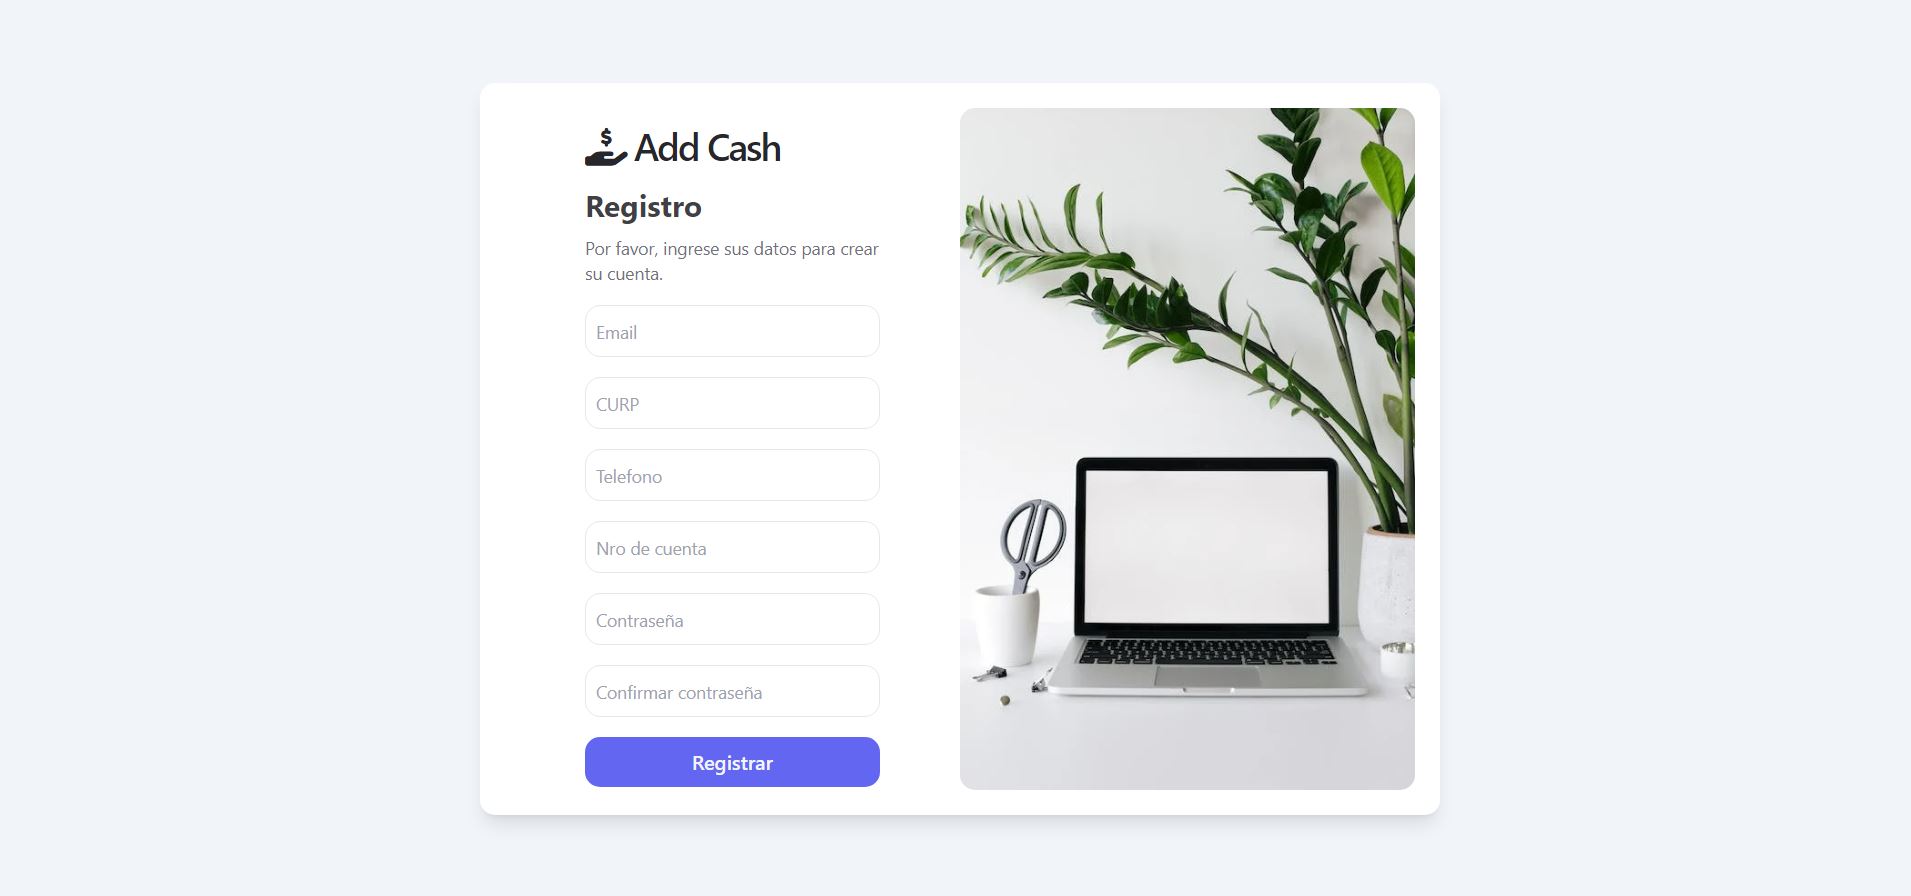 Add Cash
Registro
Por favor, ingrese sus datos para crear
su cuenta.
Email
CURP
Telefono
Nro de cuenta
Contraseña
Confirmar contraseña
Registrar